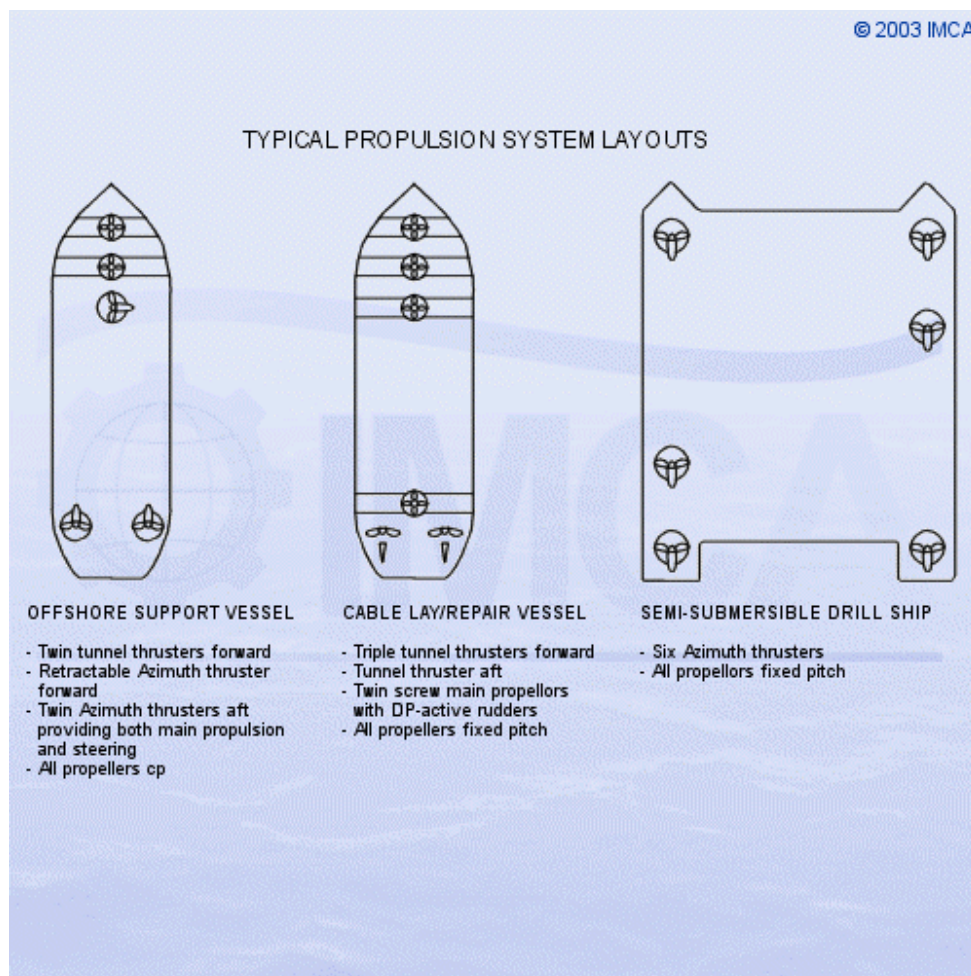 © 2003 IMCA
TYPICAL PROPULSION SYSTEM LAYOUTS
IMCA
OFFSHORE SUPPORT VESSEL
- Twin tunnel thrusters forward
- Retractable Azimuth thruster
forward
- Twin Azimuth thrusters aft
providing both main propulsion
and steering
- All propellers cp
CABLE LAY/REPAIR VESSEL
- Triple tunnel thrusters forward
- Tunnel thruster aft
- Twin screw main propellors
with DP-active rudders
- All propellers fixed pitch
SEMI-SUBMERSIBLE DRILL SHIP
- Six Azimuth thrusters
- All propellors fixed pitch